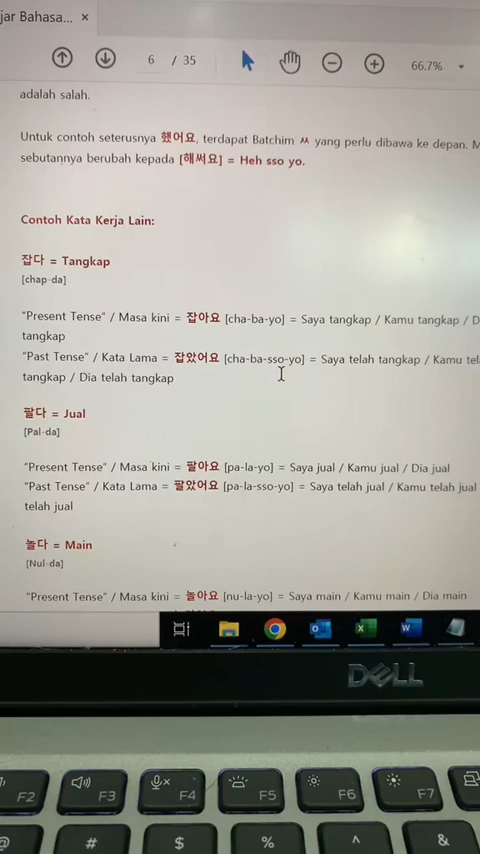 jar Bahasa... ×
6 / 35
66.7%
adalah salah.
Untuk contoh seterusnya 했어요, terdapat Batchim ㅆ yang perlu dibawa ke depan. M
sebutannya berubah kepada [해써요] = Heh sso yo.
Contoh Kata Kerja Lain:
잡다 = Tangkap
[chap-da]
"Present Tense" / Masa kini = 잡아요 [cha-ba-yo] = Saya tangkap / Kamu tangkap / D
tangkap
"Past Tense" / Kata Lama = 잡았어요 [cha-ba-sso-yo] = Saya telah tangkap / Kamu tel
tangkap / Dia telah tangkap
팔다 = Jual
[Pal-da]
"Present Tense" / Masa kini = 팔아요 [pa-la-yo] = Saya jual / Kamu jual / Dia jual
"Past Tense" / Kata Lama = 팔았어요 [pa-la-sso-yo] = Saya telah jual / Kamu telah jual
telah jual
놀다 = Main
[Nul-da]
"Present Tense" / Masa kini = 놀아요 [nu-la-yo] = Saya main / Kamu main / Dia main
DELL
F2 F3 F4 F5 F6 F7
@ # $ % ^ &